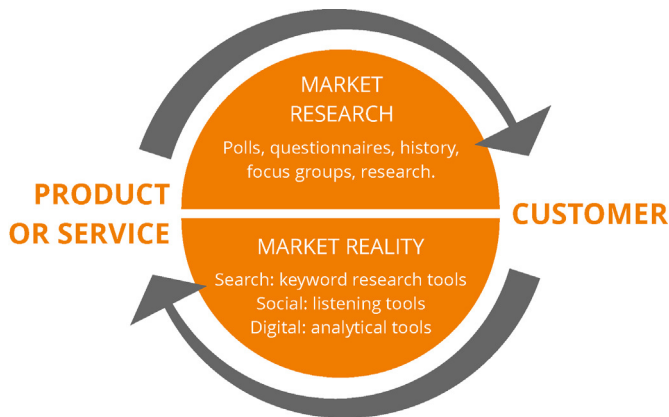 MARKET
RESEARCH
Polls, questionnaires, history,
focus groups, research.
PRODUCT
OR SERVICE
CUSTOMER
MARKET REALITY
Search: keyword research tools
Social: listening tools
Digital: analytical tools